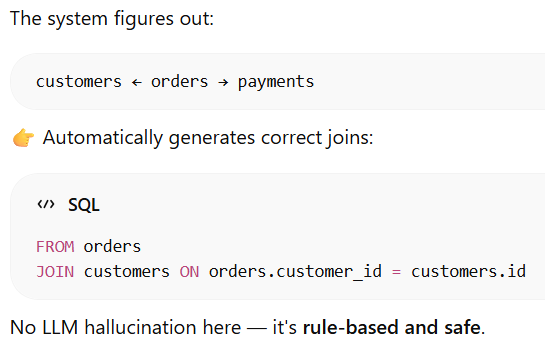 The system figures out:
customers ← orders → payments
👉 Automatically generates correct joins:
</> SQL
FROM orders
JOIN customers ON orders.customer_id = customers.id
No LLM hallucination here — it's rule-based and safe.